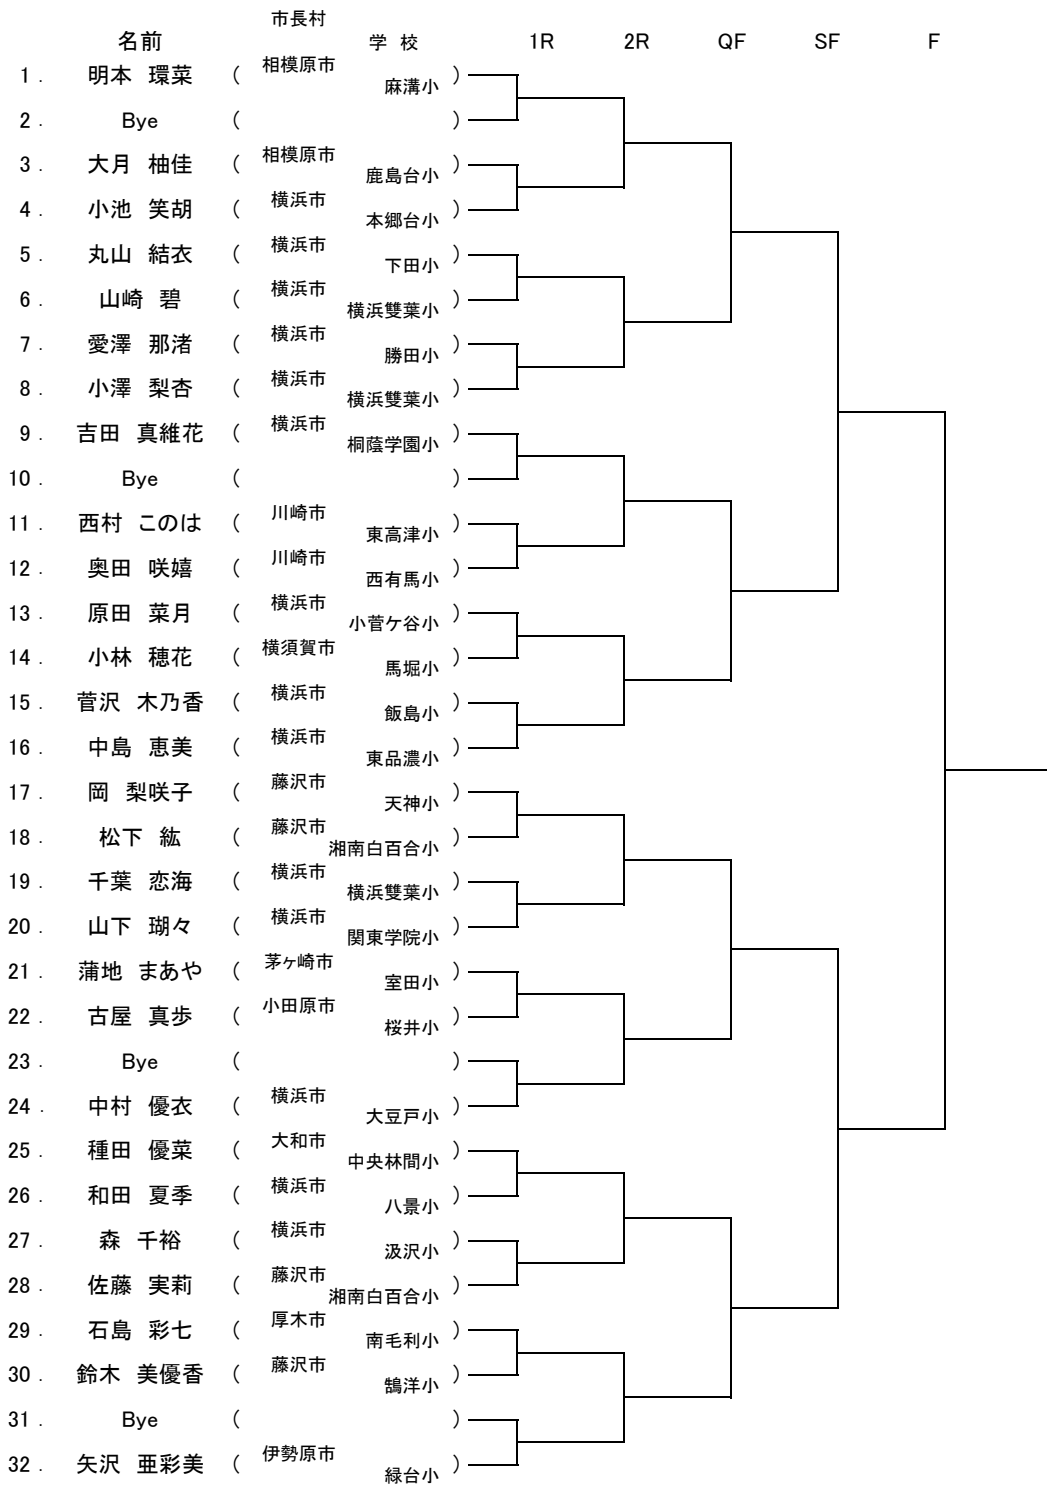 市長村
名前 学 校 1R 2R QF SF F
1 . 明本 環菜 ( 相模原市 麻溝小 )
2 . Bye ( )
3 . 大月 柚佳 ( 相模原市 鹿島台小 )
4 . 小池 笑胡 ( 横浜市 本郷台小 )
5 . 丸山 結衣 ( 横浜市 下田小 )
6 . 山崎 碧 ( 横浜市 横浜雙葉小 )
7 . 愛澤 那渚 ( 横浜市 勝田小 )
8 . 小澤 梨杏 ( 横浜市 横浜雙葉小 )
9 . 吉田 真維花 ( 横浜市 桐蔭学園小 )
10 . Bye ( )
11 . 西村 このは ( 川崎市 東高津小 )
12 . 奥田 咲嬉 ( 川崎市 西有馬小 )
13 . 原田 菜月 ( 横浜市 小菅ケ谷小 )
14 . 小林 穂花 ( 横須賀市 馬堀小 )
15 . 菅沢 木乃香 ( 横浜市 飯島小 )
16 . 中島 恵美 ( 横浜市 東品濃小 )
17 . 岡 梨咲子 ( 藤沢市 天神小 )
18 . 松下 紘 ( 藤沢市 湘南白百合小 )
19 . 千葉 恋海 ( 横浜市 横浜雙葉小 )
20 . 山下 瑚々 ( 横浜市 関東学院小 )
21 . 蒲地 まあや ( 茅ヶ崎市 室田小 )
22 . 古屋 真歩 ( 小田原市 桜井小 )
23 . Bye ( )
24 . 中村 優衣 ( 横浜市 大豆戸小 )
25 . 種田 優菜 ( 大和市 中央林間小 )
26 . 和田 夏季 ( 横浜市 八景小 )
27 . 森 千裕 ( 横浜市 汲沢小 )
28 . 佐藤 実莉 ( 藤沢市 湘南白百合小 )
29 . 石島 彩七 ( 厚木市 南毛利小 )
30 . 鈴木 美優香 ( 藤沢市 鵠洋小 )
31 . Bye ( )
32 . 矢沢 亜彩美 ( 伊勢原市 緑台小 )